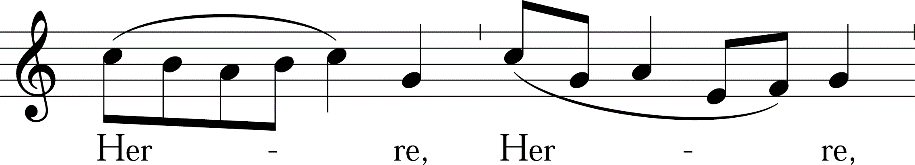 Her - re, Her - re,